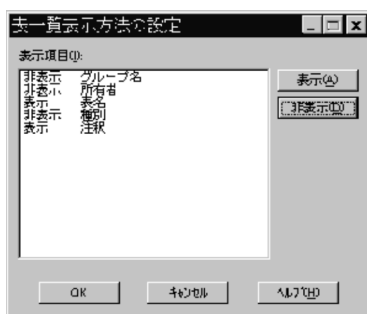 表一覧表示方法の設定
表示項目(I):
非表示 グループ名
非表示 所有者
表示 表名
非表示 種別
表示 注釈
表示(A)
非表示(D)
OK
キャンセル
ヘルプ(H)